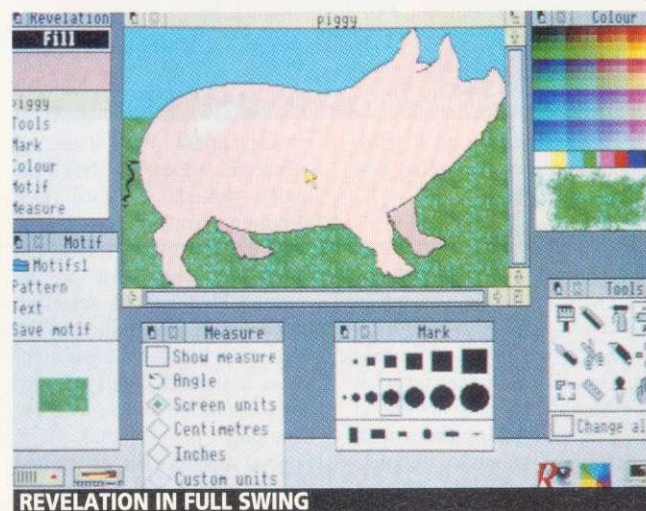 Revelation
Fill
piggy
Tools
Mark
Colour
Motif
Measure
piggy
Colour
Motif
Motifs1
Pattern
Text
Save motif
Measure
Show measure
Angle
Screen units
Centimetres
Inches
Custom units
Mark
Tools
Change al
REVELATION IN FULL SWING